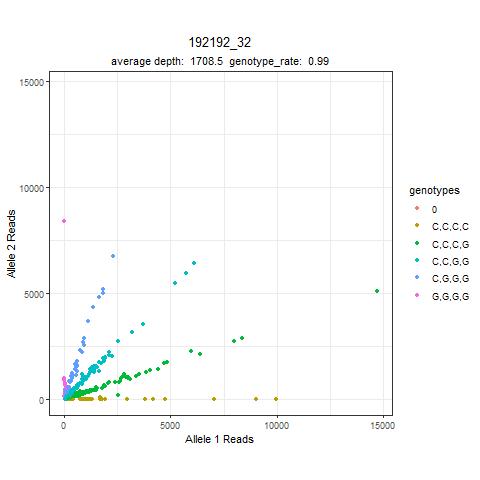 192192_32
average depth: 1708.5 genotype_rate: 0.99
15000
10000
5000
0
Allele 2 Reads
0 5000 10000 15000
Allele 1 Reads
genotypes
0
C,C,C,C
C,C,C,G
C,C,G,G
C,G,G,G
G,G,G,G